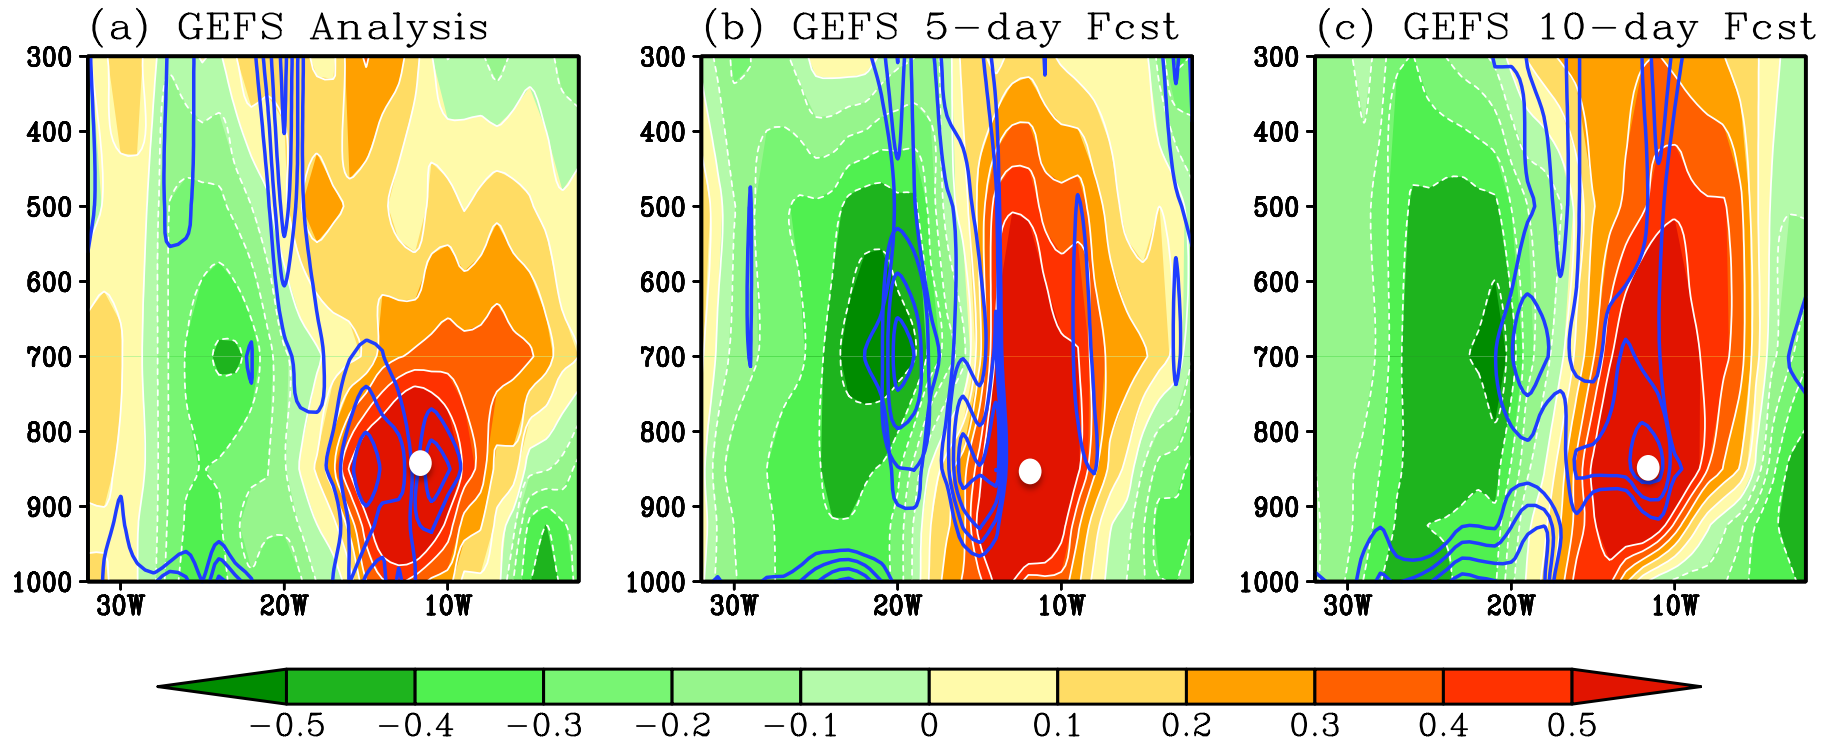 (a) GEFS Analysis
(b) GEFS 5-day Fcst
(c) GEFS 10-day Fcst
300 300 300
400 400 400
500 500 500
600 600 600
700 700 700
800 800 800
900 900 900
1000 1000 1000
30W 20W 10W 30W 20W 10W 30W 20W 10W
-0.5 -0.4 -0.3 -0.2 -0.1 0 0.1 0.2 0.3 0.4 0.5